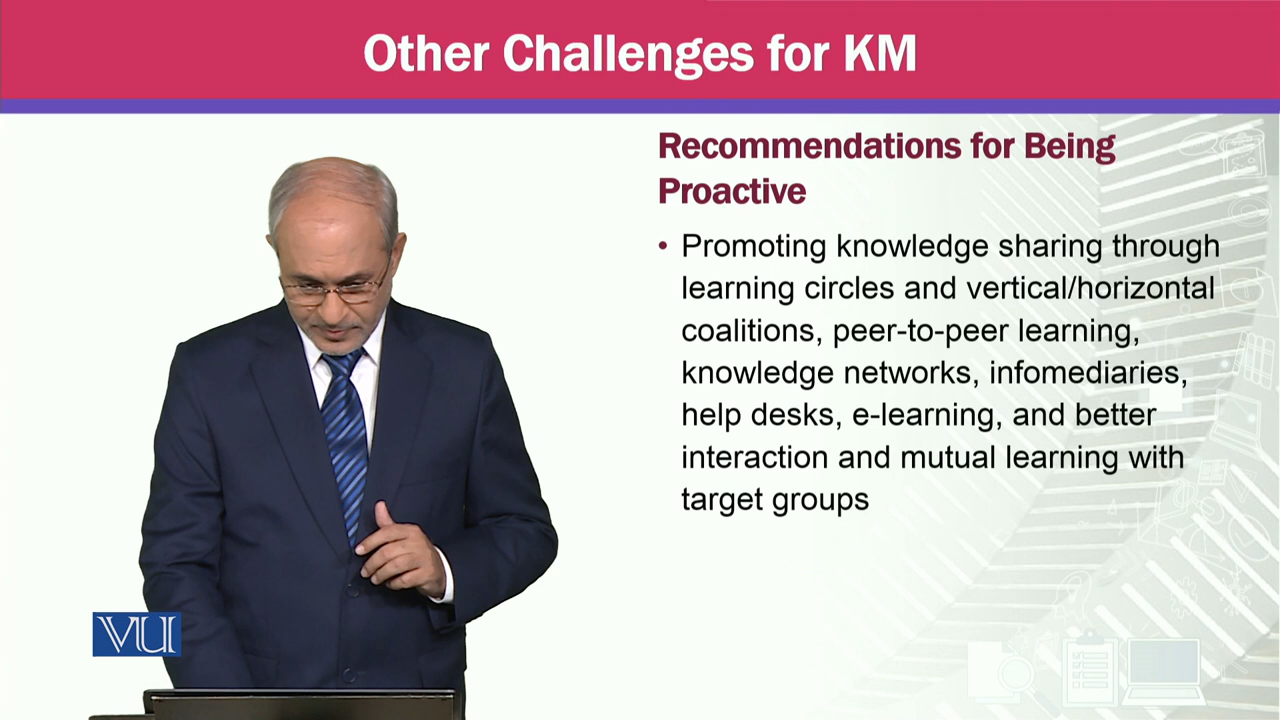 Other Challenges for KM
Recommendations for Being
Proactive
• Promoting knowledge sharing through
learning circles and vertical/horizontal
coalitions, peer-to-peer learning,
knowledge networks, infomediaries,
help desks, e-learning, and better
interaction and mutual learning with
target groups
VU